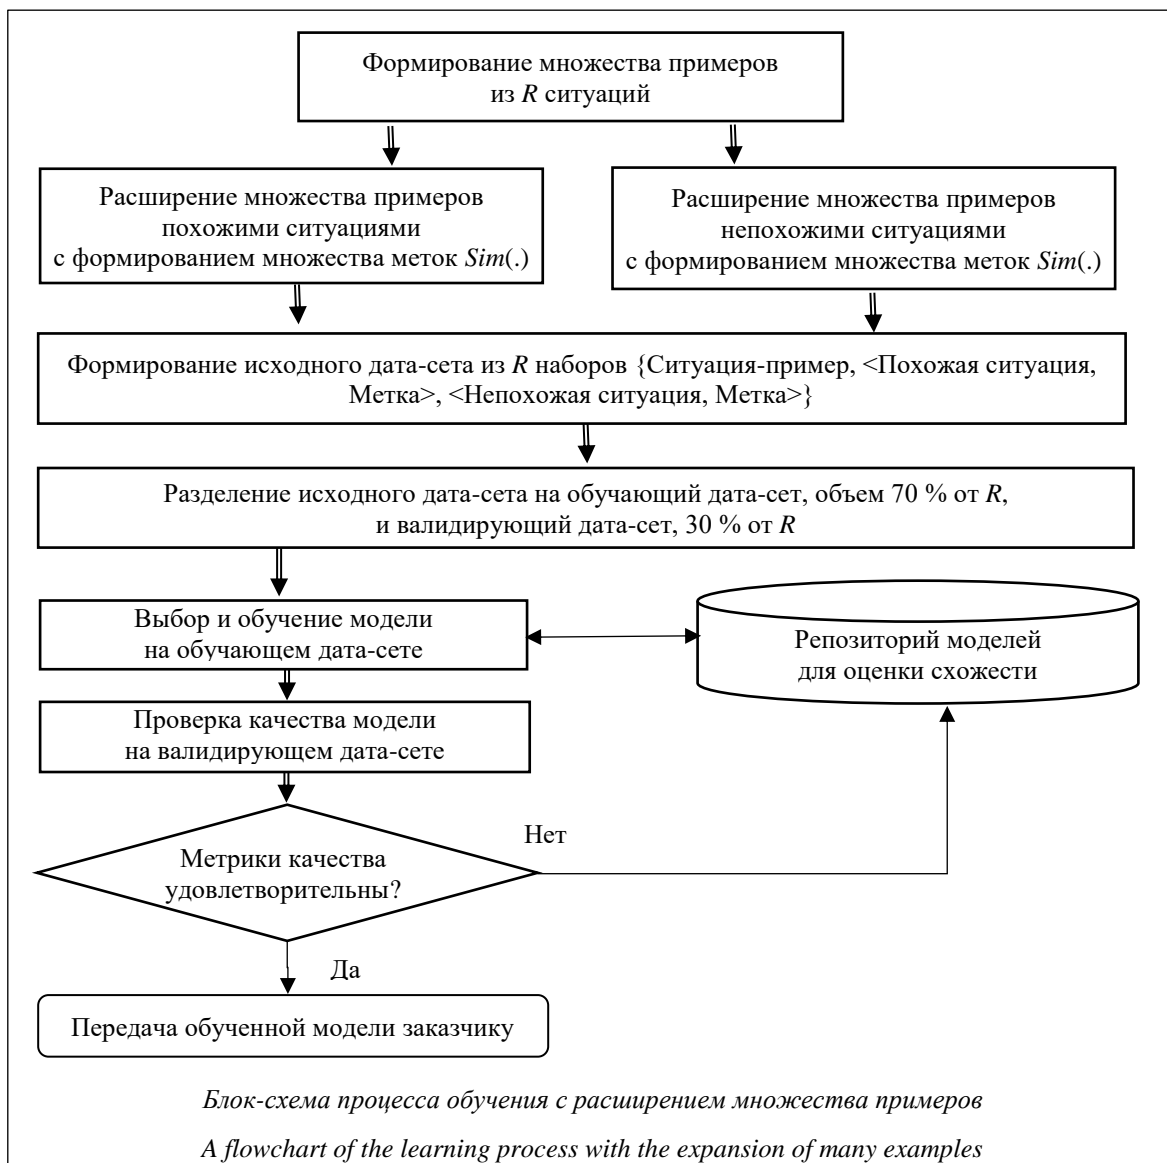 Формирование множества примеров
из R ситуаций
Расширение множества примеров
похожими ситуациями
с формированием множества меток Sim(.)
Расширение множества примеров
непохожими ситуациями
с формированием множества меток Sim(.)
Формирование исходного дата-сета из R наборов {Ситуация-пример, <Похожая ситуация,
Метка>, <Непохожая ситуация, Метка>}
Разделение исходного дата-сета на обучающий дата-сет, объем 70 % от R,
и валидирующий дата-сет, 30 % от R
Выбор и обучение модели
на обучающем дата-сете
Репозиторий моделей
для оценки схожести
Проверка качества модели
на валидирующем дата-сете
Нет
Метрики качества
удовлетворительны?
Да
Передача обученной модели заказчику
Блок-схема процесса обучения с расширением множества примеров
A flowchart of the learning process with the expansion of many examples